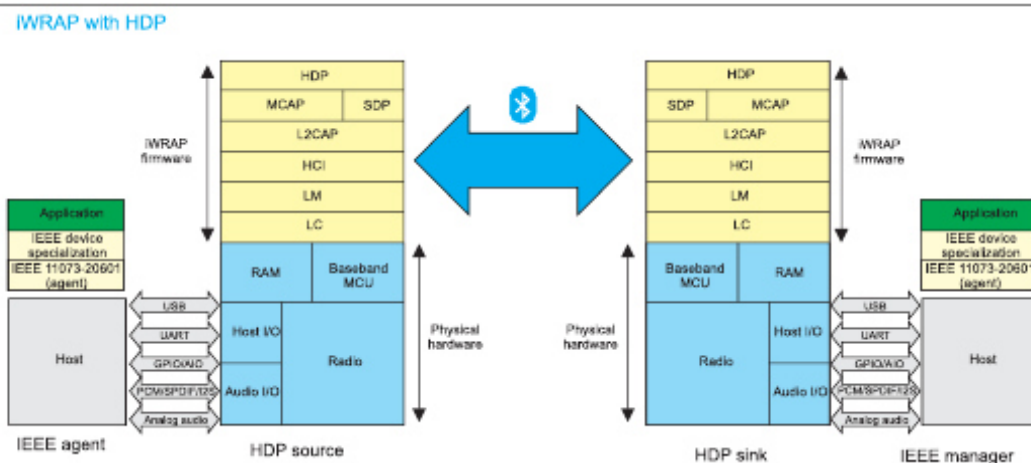 iWRAP with HDP
HDP
MCAP
SDP
L2CAP
HCI
LM
LC
iWRAP
firmware
Application
IEEE device
specialization
IEEE 11073-20601
(agent)
Host
IEEE agent
USB
UART
GPIO/AIO
PCM/SPDIF/I2S
Analog audio
RAM
Baseband
MCU
Host I/O
Audio I/O
Radio
Physical
hardware
HDP source
HDP
SDP
MCAP
L2CAP
HCI
LM
LC
iWRAP
firmware
Baseband
MCU
RAM
Radio
Host I/O
Audio I/O
Physical
hardware
HDP sink
USB
UART
GPIO/AIO
PCM/SPDIF/I2S
Analog audio
Application
IEEE device
specialization
IEEE 11073-20601
(agent)
Host
IEEE manager